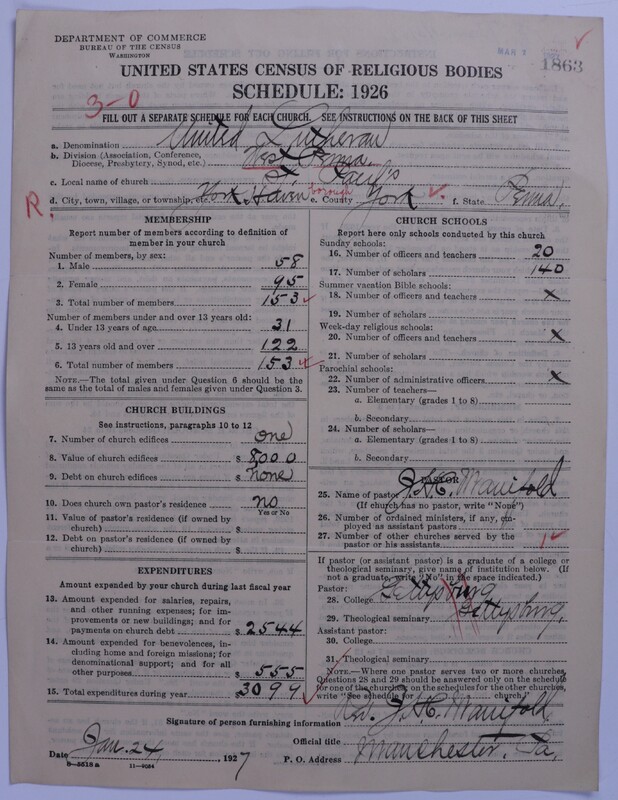 DEPARTMENT OF COMMERCE
BUREAU OF THE CENSUS
WASHINGTON
1863
UNITED STATES CENSUS OF RELIGIOUS BODIES
SCHEDULE: 1926
3-0
FILL OUT A SEPARATE SCHEDULE FOR EACH CHURCH. SEE INSTRUCTIONS ON THE BACK OF THIS SHEET
a. Denomination United Lutheran
b. Division (Association, Conference, Diocese, Presbytery, Synod, etc.) West Penna.
c. Local name of church St. Paul's
R. d. City, town, village, or township, etc. York Haven borough e. County York f. State Penna.
MEMBERSHIP
Report number of members according to definition of member in your church
Number of members, by sex:
1. Male 58
2. Female 95
3. Total number of members 153
Number of members under and over 13 years old:
4. Under 13 years of age 31
5. 13 years old and over 122
6. Total number of members 153
NOTE.—The total given under Question 6 should be the same as the total of males and females given under Question 3.
CHURCH BUILDINGS
See instructions, paragraphs 10 to 12
7. Number of church edifices one
8. Value of church edifices $ 8000
9. Debt on church edifices $ none
10. Does church own pastor's residence no
Yes or No
11. Value of pastor's residence (if owned by church) $
12. Debt on pastor's residence (if owned by church) $
EXPENDITURES
Amount expended by your church during last fiscal year
13. Amount expended for salaries, repairs, and other running expenses; for improvements or new buildings; and for payments on church debt $ 2544
14. Amount expended for benevolences, including home and foreign missions; for denominational support; and for all other purposes $ 555
15. Total expenditures during year $ 3099
CHURCH SCHOOLS
Report here only schools conducted by this church
Sunday schools:
16. Number of officers and teachers 20
17. Number of scholars 140
Summer vacation Bible schools:
18. Number of officers and teachers x
19. Number of scholars
Week-day religious schools:
20. Number of officers and teachers x
21. Number of scholars
Parochial schools:
22. Number of administrative officers x
23. Number of teachers—
a. Elementary (grades 1 to 8)
b. Secondary
24. Number of scholars—
a. Elementary (grades 1 to 8)
b. Secondary
PASTOR
25. Name of pastor J.H. Manifold
(If church has no pastor, write "None")
26. Number of ordained ministers, if any, employed as assistant pastors
27. Number of other churches served by the pastor or his assistants 1
If pastor (or assistant pastor) is a graduate of a college or theological seminary, give name of institution below. (If not a graduate, write "No" in the space indicated.)
Pastor:
28. College Gettysburg
29. Theological seminary Gettysburg.
Assistant pastor:
30. College
31. Theological seminary
NOTE.—Where one pastor serves two or more churches, Questions 28 and 29 should be answered only on the schedule for one of the churches; on the schedules for the other churches, write "See schedule for church."
Signature of person furnishing information Rev. J.H. Manifold
Official title
Date Jan. 24 1927 P. O. Address Manchester, Pa.
8-5518a 11-9084